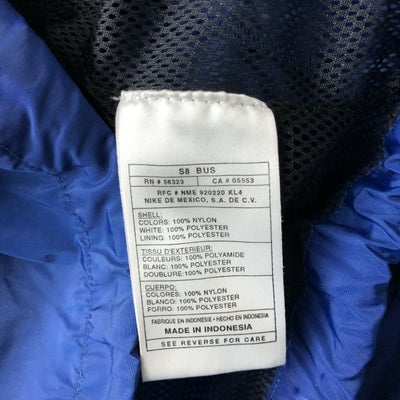 S8 BUS
RN # 56323 CA # 05553
RFC # NME 920220 KL4
NIKE DE MEXICO, S.A. DE C.V.
SHELL:
COLORS: 100% NYLON
WHITE: 100% POLYESTER
LINING: 100% POLYESTER
TISSU D'EXTERIEUR:
COULEURS: 100% POLYAMIDE
BLANC: 100% POLYESTER
DOUBLURE: 100% POLYESTER
CUERPO:
COLORES: 100% NYLON
BLANCO: 100% POLYESTER
FORRO: 100% POLYESTER
FABRIQUE EN INDONESIE • HECHO EN INDONESIA
MADE IN INDONESIA
SEE REVERSE FOR CARE